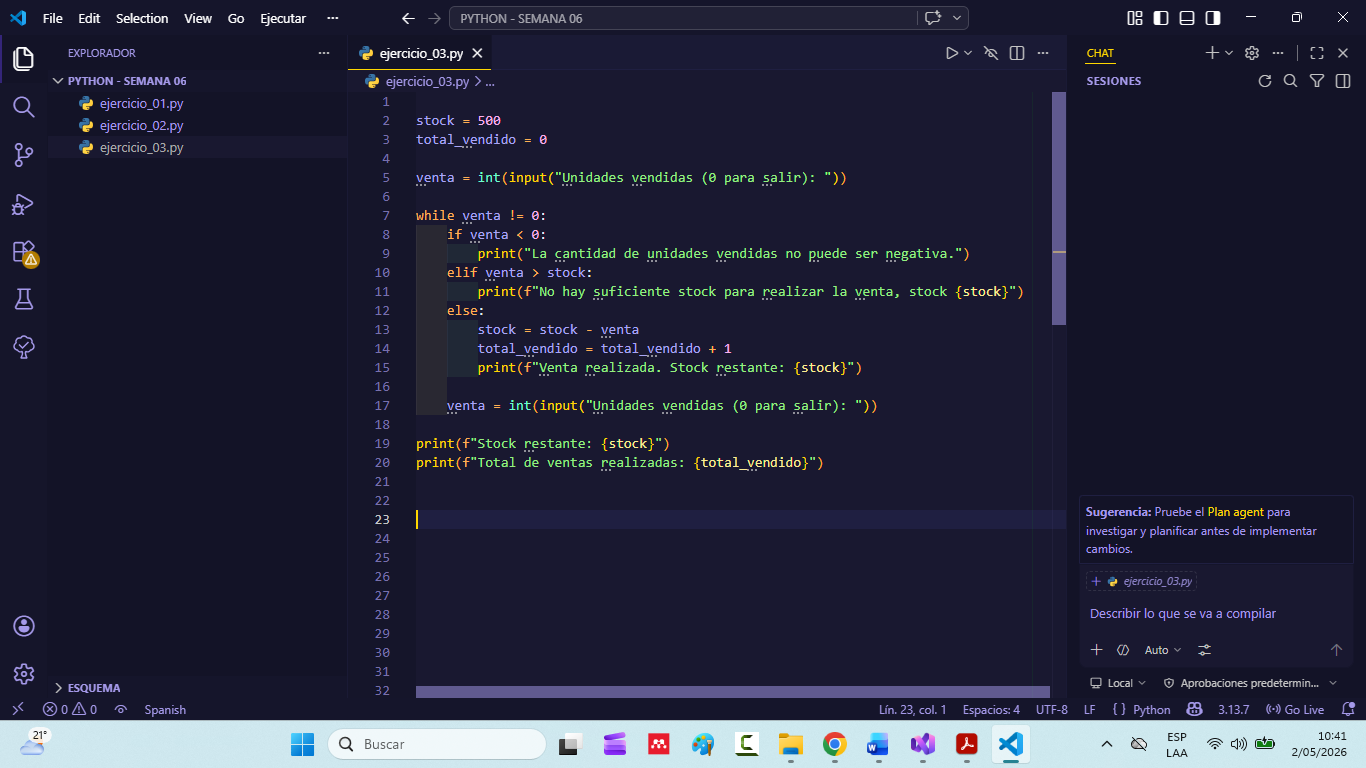 File Edit Selection View Go Ejecutar ···
PYTHON - SEMANA 06
EXPLORADOR
PYTHON - SEMANA 06
ejercicio_01.py
ejercicio_02.py
ejercicio_03.py
ESQUEMA
ejercicio_03.py
ejercicio_03.py > ...
1
2 stock = 500
3 total_vendido = 0
4
5 venta = int(input("Unidades vendidas (0 para salir): "))
6
7 while venta != 0:
8 if venta < 0:
9 print("La cantidad de unidades vendidas no puede ser negativa.")
10 elif venta > stock:
11 print(f"No hay suficiente stock para realizar la venta, stock {stock}")
12 else:
13 stock = stock - venta
14 total_vendido = total_vendido + 1
15 print(f"Venta realizada. Stock restante: {stock}")
16
17 venta = int(input("Unidades vendidas (0 para salir): "))
18
19 print(f"Stock restante: {stock}")
20 print(f"Total de ventas realizadas: {total_vendido}")
21
22
23
24
25
26
27
28
29
30
31
32
CHAT
SESIONES
Sugerencia: Pruebe el Plan agent para
investigar y planificar antes de implementar
cambios.
ejercicio_03.py
Describir lo que se va a compilar
Auto
Local Aprobaciones predetermin...
0 0 Spanish Lín. 23, col. 1 Espacios: 4 UTF-8 LF { } Python 3.13.7 Go Live
21°
Buscar
ESP
LAA
10:41
2/05/2026